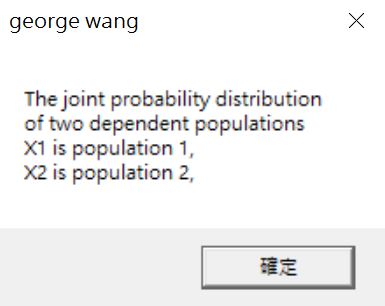 george wang
The joint probability distribution
of two dependent populations
X1 is population 1,
X2 is population 2,
確定